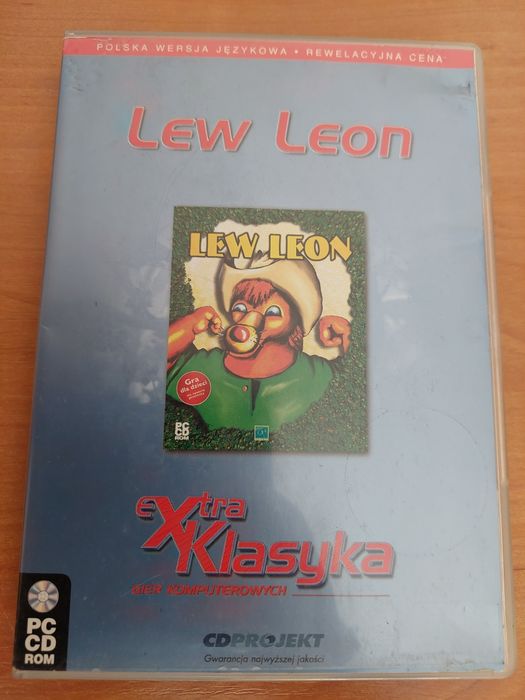 POLSKA WERSJA JĘZYKOWA • REWELACYJNA CENA
LEW LEON
LEW LEON
Gra
dla dzieci
PC
CD
ROM
eXtra
Klasyka
GIER KOMPUTEROWYCH
PC
CD
ROM
CDPROJEKT
Gwarancja najwyższej jakości